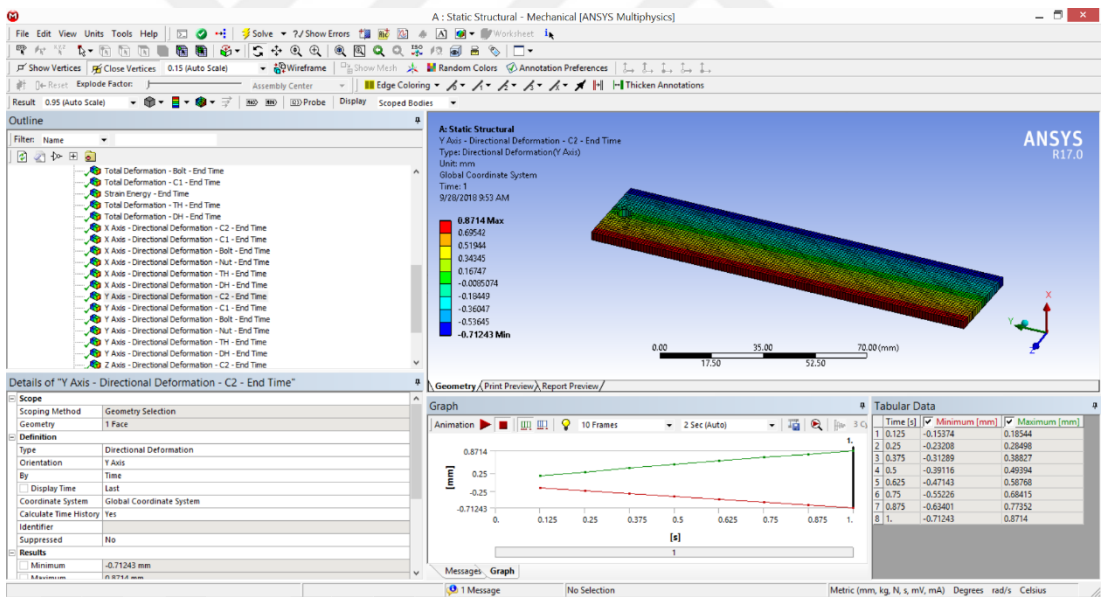 A : Static Structural - Mechanical [ANSYS Multiphysics]
File Edit View Units Tools Help Solve ?/ Show Errors Worksheet
Show Vertices Close Vertices 0.15 (Auto Scale) Wireframe Show Mesh Random Colors Annotation Preferences
Reset Explode Factor: Assembly Center Edge Coloring Thicken Annotations
Result 0.95 (Auto Scale) Probe Display Scoped Bodies
Outline
Filter: Name
Total Deformation - Bolt - End Time
Total Deformation - C1 - End Time
Strain Energy - End Time
Total Deformation - TH - End Time
Total Deformation - DH - End Time
X Axis - Directional Deformation - C2 - End Time
X Axis - Directional Deformation - C1 - End Time
X Axis - Directional Deformation - Bolt - End Time
X Axis - Directional Deformation - Nut - End Time
X Axis - Directional Deformation - TH - End Time
X Axis - Directional Deformation - DH - End Time
Y Axis - Directional Deformation - C2 - End Time
Y Axis - Directional Deformation - C1 - End Time
Y Axis - Directional Deformation - Bolt - End Time
Y Axis - Directional Deformation - Nut - End Time
Y Axis - Directional Deformation - TH - End Time
Y Axis - Directional Deformation - DH - End Time
Z Axis - Directional Deformation - C2 - End Time
A: Static Structural
Y Axis - Directional Deformation - C2 - End Time
Type: Directional Deformation(Y Axis)
Unit: mm
Global Coordinate System
Time: 1
9/28/2018 9:53 AM
0.8714 Max
0.69542
0.51944
0.34345
0.16747
-0.0085074
-0.18449
-0.36047
-0.53645
-0.71243 Min
ANSYS
R17.0
X
Y
Z
0.00 35.00 70.00 (mm)
17.50 52.50
Geometry Print Preview Report Preview
Details of "Y Axis - Directional Deformation - C2 - End Time"
Scope
Scoping Method Geometry Selection
Geometry 1 Face
Definition
Type Directional Deformation
Orientation Y Axis
By Time
Display Time Last
Coordinate System Global Coordinate System
Calculate Time History Yes
Identifier
Suppressed No
Results
Minimum -0.71243 mm
Maximum 0.8714 mm
Graph
Animation 10 Frames 2 Sec (Auto) 3 Cy
1.
0.8714
0.25
-0.25
-0.71243
[mm]
0. 0.125 0.25 0.375 0.5 0.625 0.75 0.875 1.
[s]
1
Messages Graph
Tabular Data
Time [s] Minimum [mm] Maximum [mm]
1 0.125 -0.15374 0.18544
2 0.25 -0.23208 0.28498
3 0.375 -0.31289 0.38827
4 0.5 -0.39116 0.49394
5 0.625 -0.47143 0.58768
6 0.75 -0.55226 0.68415
7 0.875 -0.63401 0.77352
8 1. -0.71243 0.8714
1 Message No Selection Metric (mm, kg, N, s, mV, mA) Degrees rad/s Celsius